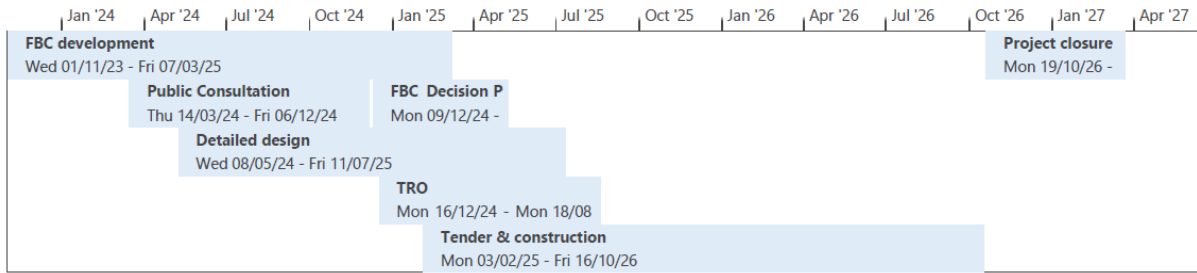 Jan '24 Apr '24 Jul '24 Oct '24 Jan '25 Apr '25 Jul '25 Oct '25 Jan '26 Apr '26 Jul '26 Oct '26 Jan '27 Apr '27
FBC development
Wed 01/11/23 - Fri 07/03/25
Project closure
Mon 19/10/26 -
Public Consultation
Thu 14/03/24 - Fri 06/12/24
FBC Decision P
Mon 09/12/24 -
Detailed design
Wed 08/05/24 - Fri 11/07/25
TRO
Mon 16/12/24 - Mon 18/08
Tender & construction
Mon 03/02/25 - Fri 16/10/26